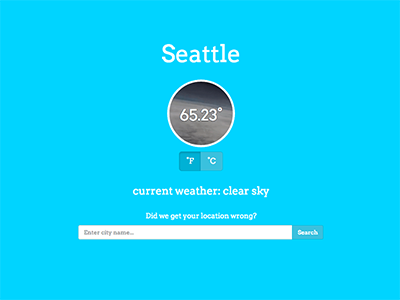 Seattle
65.23°
°F °C
current weather: clear sky
Did we get your location wrong?
Enter city name... Search